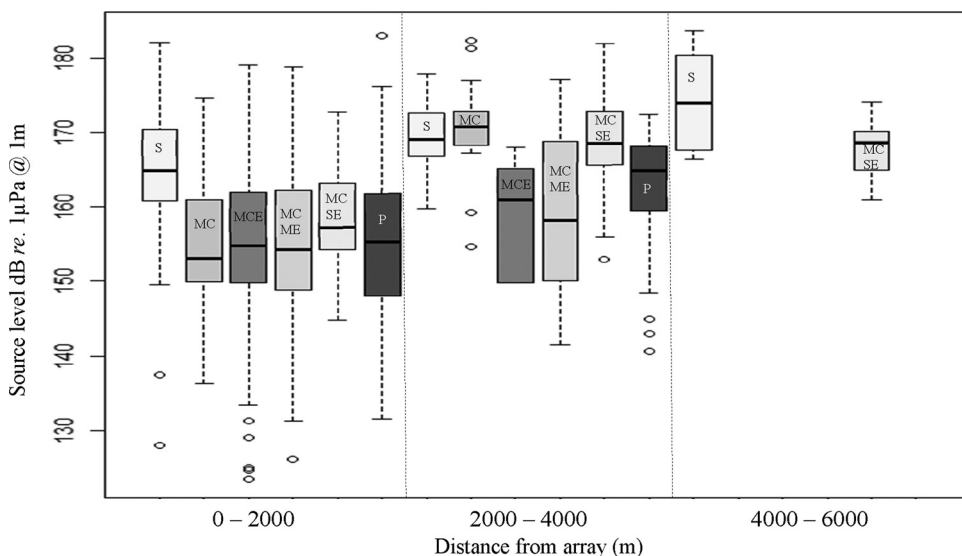 Source level dB re. 1µPa @ 1m
180
170
160
150
140
130
S
MC
MCE
MC
ME
MC
SE
P
S
MC
MCE
MC
ME
MC
SE
P
S
MC
SE
0 – 2000
2000 – 4000
4000 – 6000
Distance from array (m)